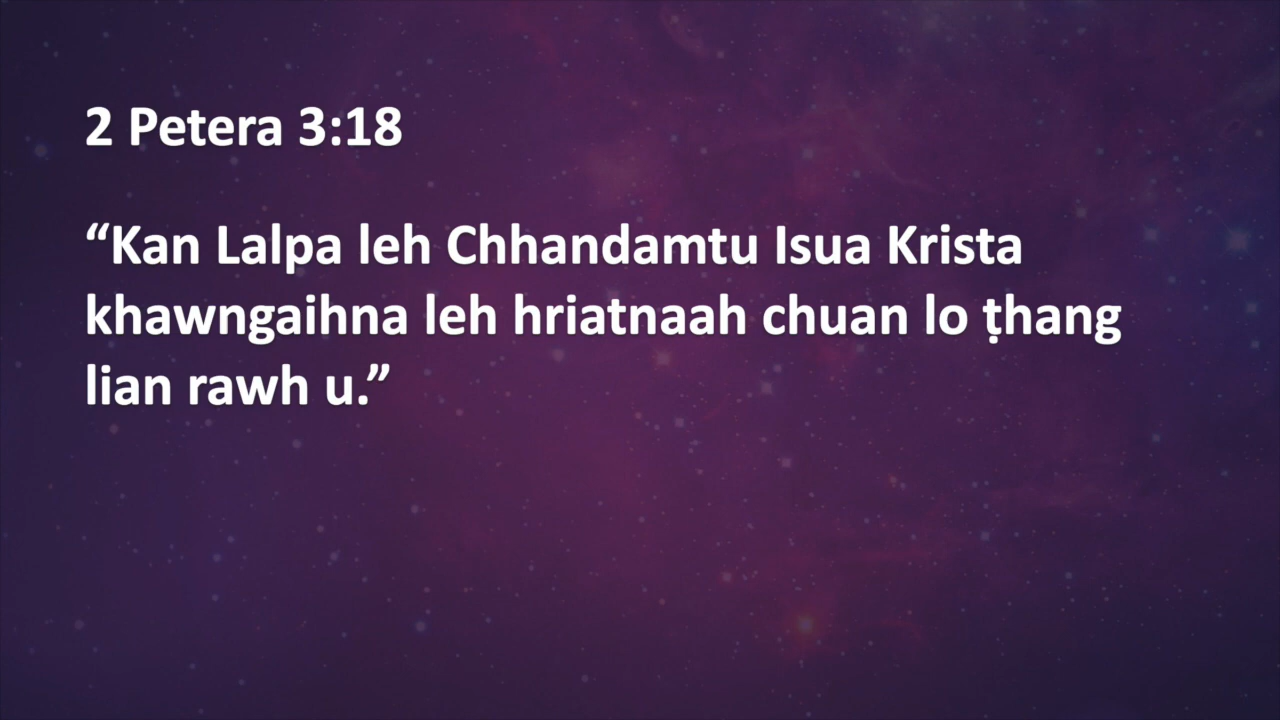 2 Petera 3:18
“Kan Lalpa leh Chhandamtu Isua Krista
khawngaihna leh hriatnaah chuan lo ṭhang
lian rawh u.”